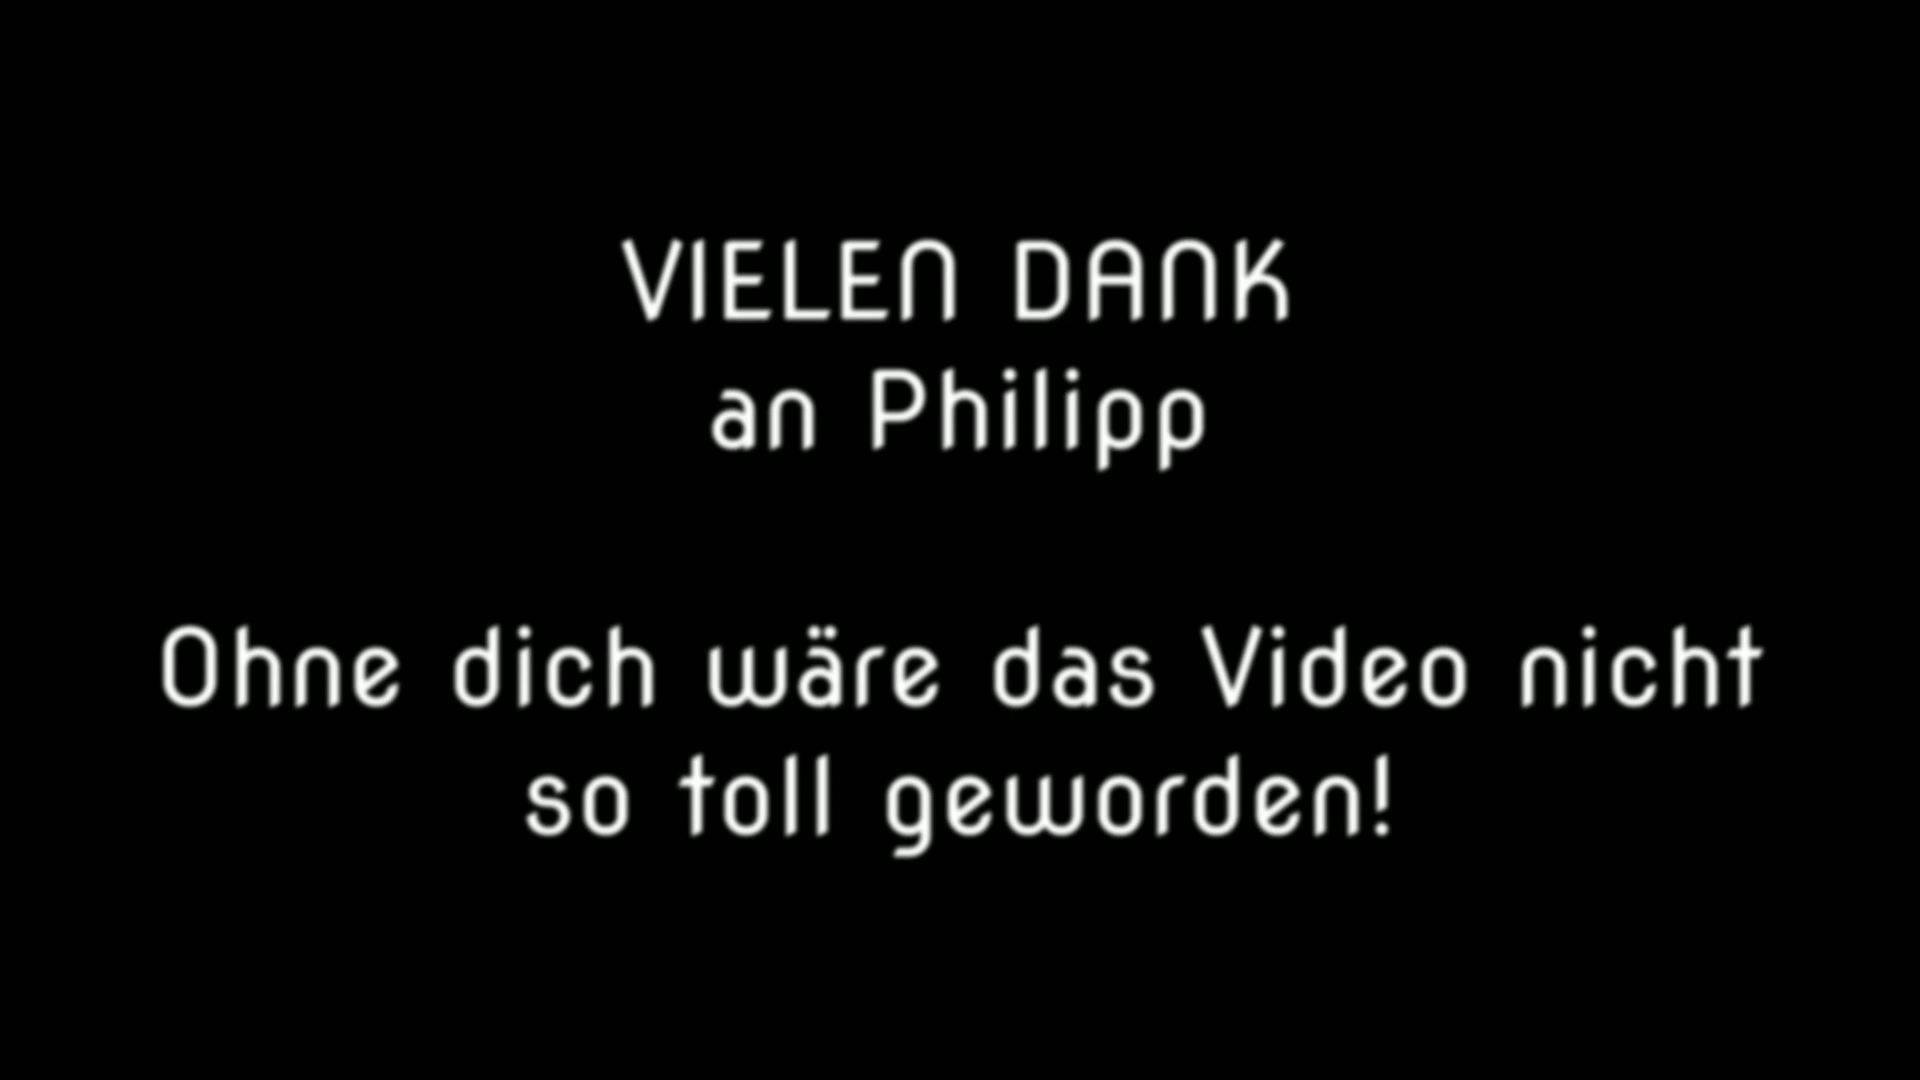 VIELEN DANK
an Philipp
Ohne dich wäre das Video nicht
so toll geworden!